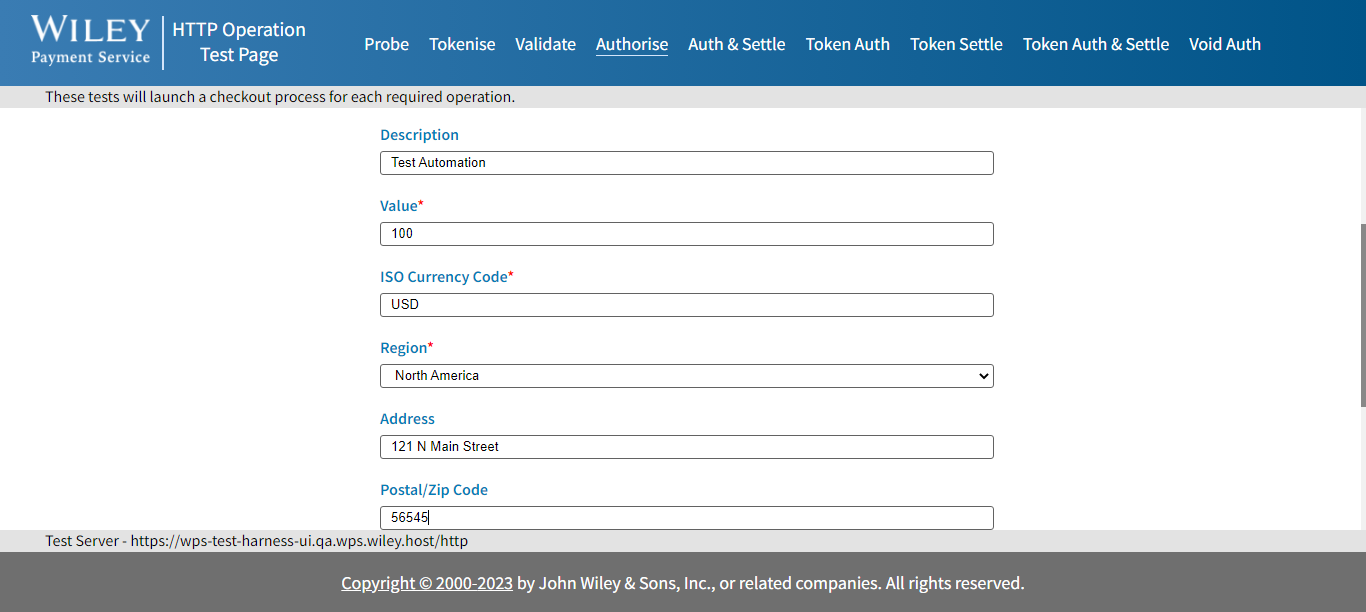 WILEY
Payment Service
HTTP Operation
Test Page
Probe Tokenise Validate Authorise Auth & Settle Token Auth Token Settle Token Auth & Settle Void Auth
These tests will launch a checkout process for each required operation.
Description
Test Automation
Value*
100
ISO Currency Code*
USD
Region*
North America
Address
121 N Main Street
Postal/Zip Code
56545
Test Server - https://wps-test-harness-ui.qa.wps.wiley.host/http
Copyright © 2000-2023 by John Wiley & Sons, Inc., or related companies. All rights reserved.